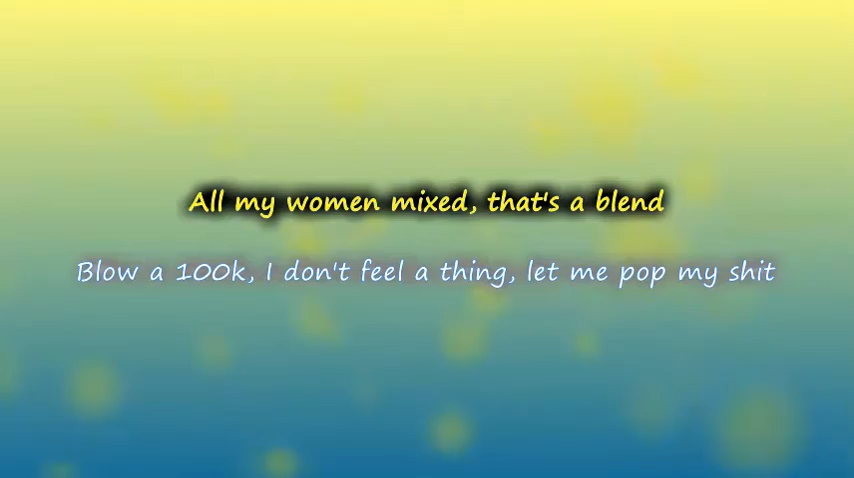 All my women mixed, that's a blend
Blow a 100k, I don't feel a thing, let me pop my shit